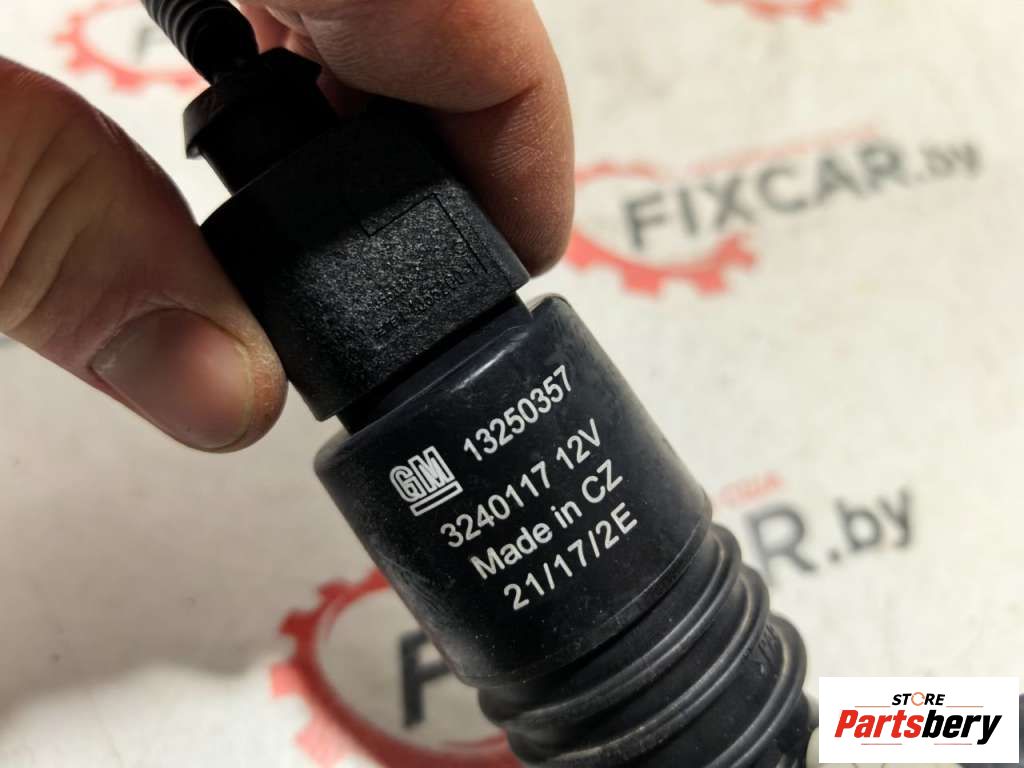 FIXCAR.by
GM 13250357
3240117 12V
Made in CZ
21/17/2E
R.by
F
STORE
Partsbery